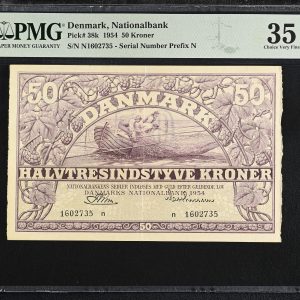 PMG
PAPER MONEY GUARANTY
Denmark, Nationalbank
Pick# 38k 1954 50 Kroner
S/N N1602735 - Serial Number Prefix N
35
Choice Very Fine
50 50
DANMARK
HALVTRESINDSTYVE KRONER
NATIONALBANKENS SEDLER INDLØSES MED GULD EFTER GÆLDENDE LOV
DANMARKS NATIONALBANK 1954
1602735 n n 1602735
50